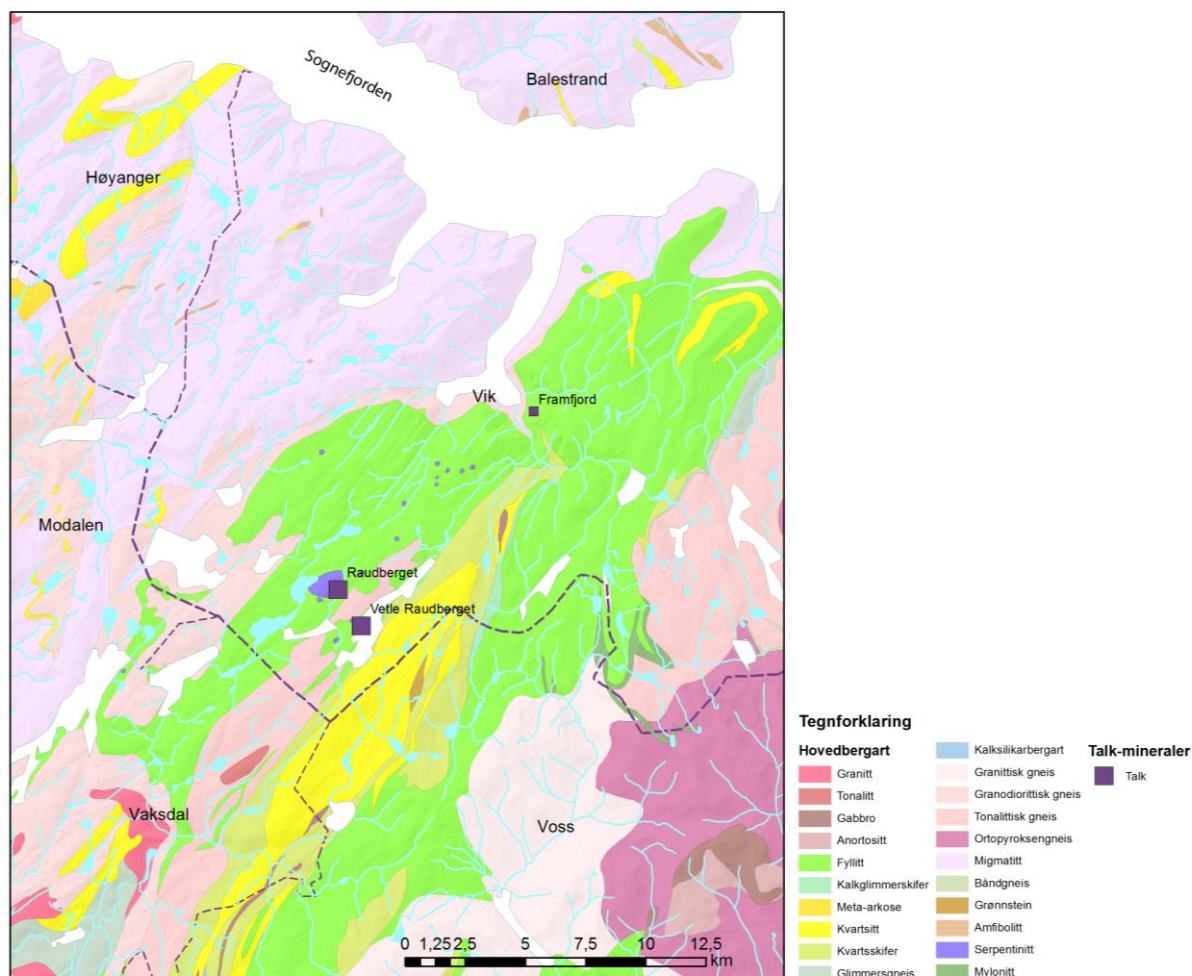 Sognefjorden
Balestrand
Høyanger
Vik
Framfjord
Modalen
Raudberget
Vetle Raudberget
Vaksdal
Voss
0 1,25 2,5 5 7,5 10 12,5
km
Tegnforklaring
Hovedbergart
Granitt
Tonalitt
Gabbro
Anortositt
Fyllitt
Kalkglimmerskifer
Meta-arkose
Kvartsitt
Kvartsskifer
Glimmersgneis
Kalksilikarbergart
Granittisk gneis
Granodiorittisk gneis
Tonalittisk gneis
Ortopyroksengneis
Migmatitt
Båndgneis
Grønnstein
Amfibolitt
Serpentinitt
Mylonitt
Talk-mineraler
Talk